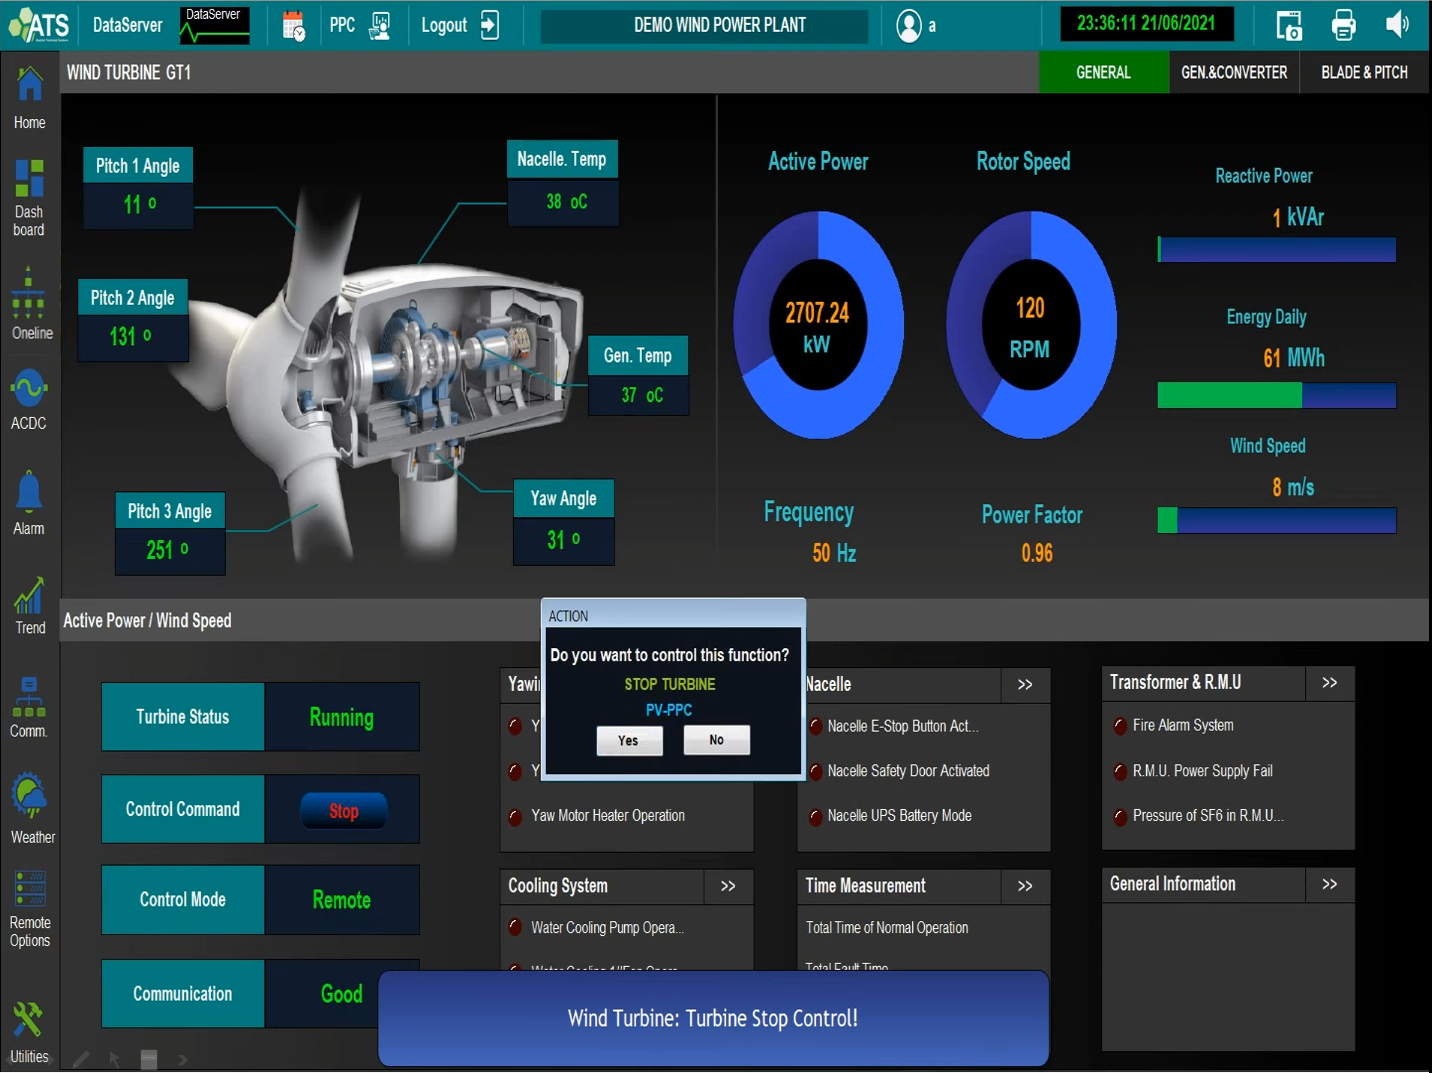 ATS
DataServer
DataServer
PPC
Logout
DEMO WIND POWER PLANT
a
23:36:11 21/06/2021
WIND TURBINE GT1
GENERAL
GEN.&CONVERTER
BLADE & PITCH
Home
Dash
board
Oneline
ACDC
Alarm
Trend
Comm.
Weather
Remote
Options
Utilities
Pitch 1 Angle
11 o
Nacelle. Temp
38 oC
Pitch 2 Angle
131 o
Gen. Temp
37 oC
Pitch 3 Angle
251 o
Yaw Angle
31 o
Active Power
2707.24
kW
Rotor Speed
120
RPM
Reactive Power
1 kVAr
Energy Daily
61 MWh
Wind Speed
8 m/s
Frequency
50 Hz
Power Factor
0.96
Active Power / Wind Speed
Turbine Status
Running
Control Command
Stop
Control Mode
Remote
Communication
Good
ACTION
Do you want to control this function?
STOP TURBINE
PV-PPC
Yes
No
Yaw Motor Heater Operation
Nacelle
>>
Nacelle E-Stop Button Act...
Nacelle Safety Door Activated
Nacelle UPS Battery Mode
Transformer & R.M.U
>>
Fire Alarm System
R.M.U. Power Supply Fail
Pressure of SF6 in R.M.U...
Cooling System
>>
Water Cooling Pump Opera...
Time Measurement
>>
Total Time of Normal Operation
Total Fault Time
General Information
>>
Wind Turbine: Turbine Stop Control!